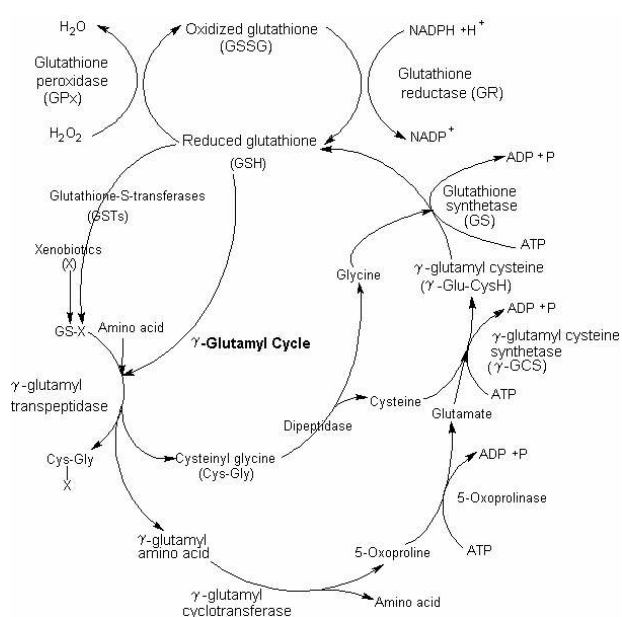 H2O
Oxidized glutathione
(GSSG)
NADPH +H+
Glutathione
peroxidase
(GPx)
Glutathione
reductase (GR)
H2O2
NADP+
Reduced glutathione
(GSH)
ADP + P
Glutathione-S-transferases
(GSTs)
Glutathione
synthetase
(GS)
ATP
Xenobiotics
(X)
Glycine
γ-glutamyl cysteine
(γ-Glu-CysH)
ADP + P
GS-X
Amino acid
γ-Glutamyl Cycle
γ-glutamyl cysteine
synthetase
(γ-GCS)
γ-glutamyl
transpeptidase
ATP
Cysteine
Glutamate
Dipeptidase
Cys-Gly
X
Cysteinyl glycine
(Cys-Gly)
ADP +P
5-Oxoprolinase
γ-glutamyl
amino acid
5-Oxoproline
ATP
γ-glutamyl
cyclotransferase
Amino acid